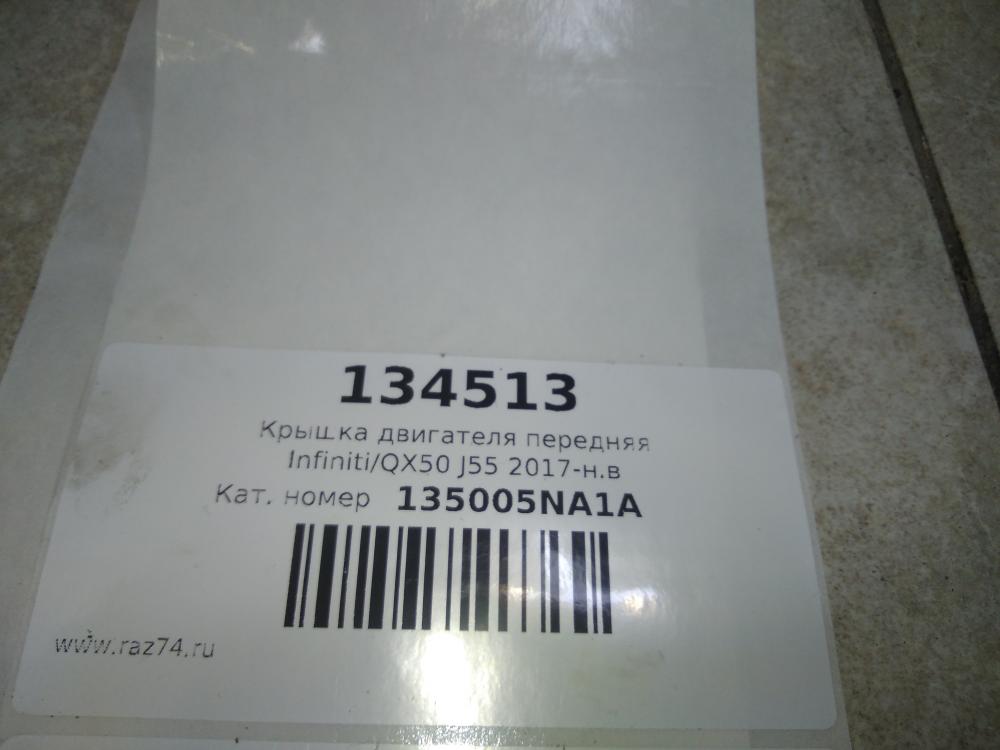 134513
Крышка двигателя передняя
Infiniti/QX50 J55 2017-н.в
Кат. номер 135005NA1A
www.raz74.ru